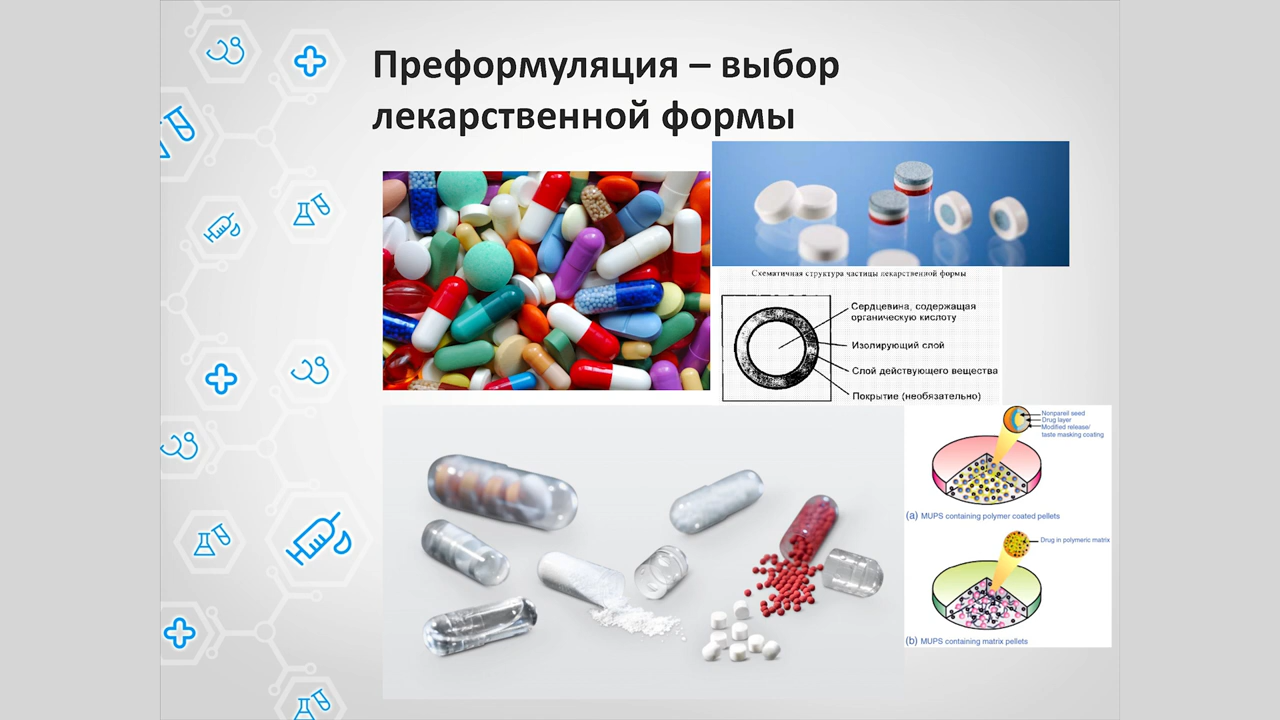 Преформуляция – выбор
лекарственной формы
Схематичная структура частицы лекарственной формы
Сердцевина, содержащая
органическую кислоту
Изолирующий слой
Слой действующего вещества
Покрытие (необязательно)
Nonpareil seed
Drug layer
Modified release/
taste masking coating
(a) MUPS containing polymer coated pellets
Drug in polymeric matrix
(b) MUPS containing matrix pellets